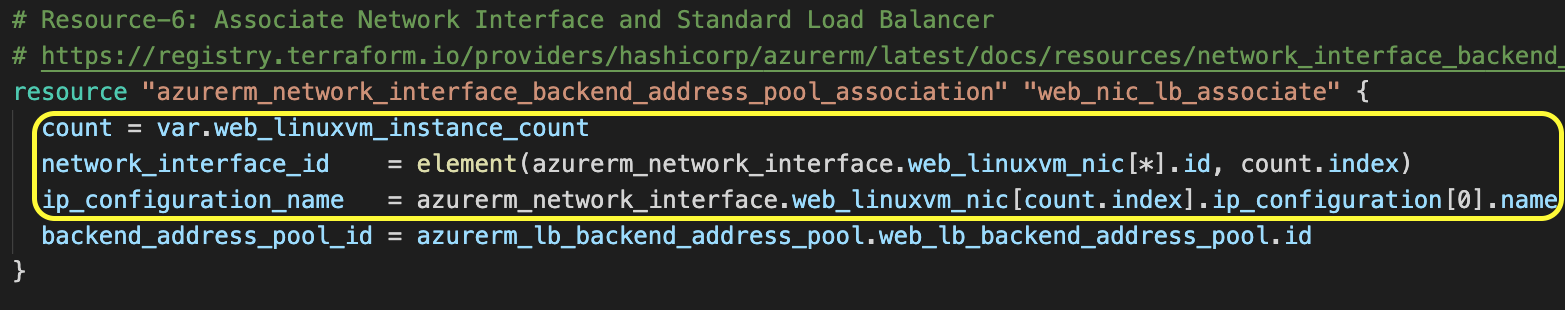 # Resource-6: Associate Network Interface and Standard Load Balancer
# https://registry.terraform.io/providers/hashicorp/azurerm/latest/docs/resources/network_interface_backend_
resource "azurerm_network_interface_backend_address_pool_association" "web_nic_lb_associate" {
  count = var.web_linuxvm_instance_count
  network_interface_id    = element(azurerm_network_interface.web_linuxvm_nic[*].id, count.index)
  ip_configuration_name   = azurerm_network_interface.web_linuxvm_nic[count.index].ip_configuration[0].name
  backend_address_pool_id = azurerm_lb_backend_address_pool.web_lb_backend_address_pool.id
}